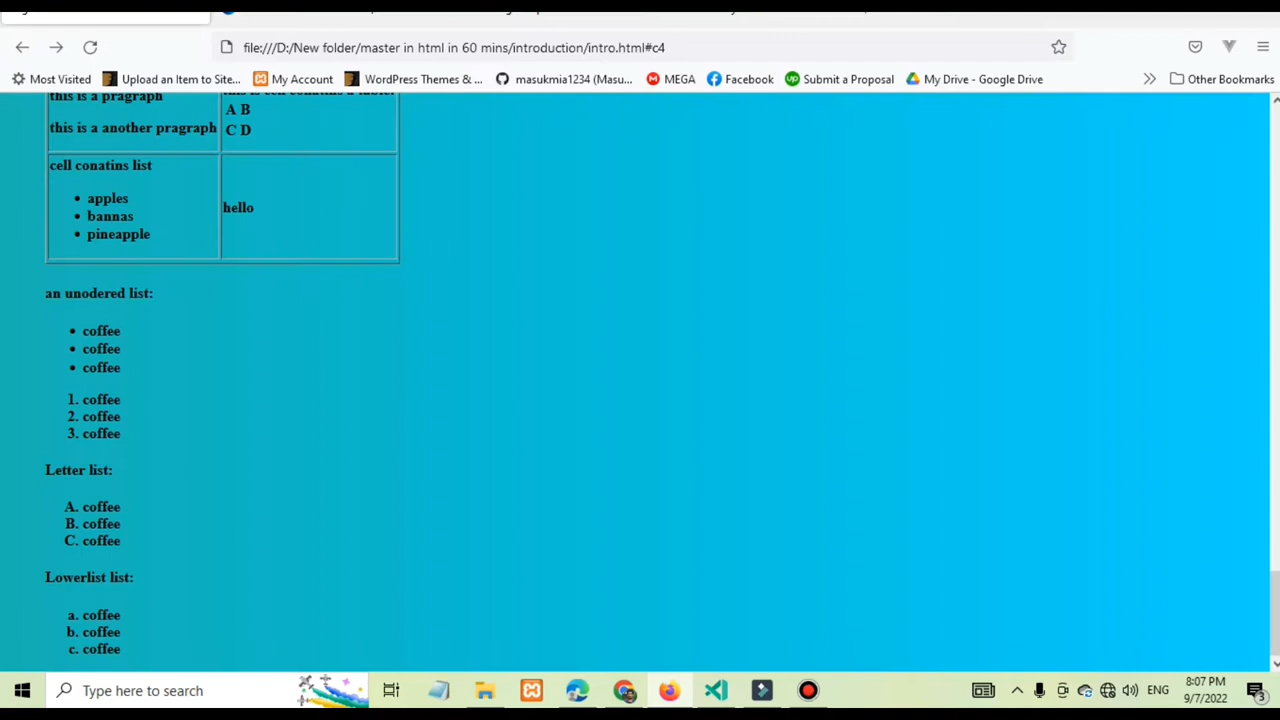 file:///D:/New folder/master in html in 60 mins/introduction/intro.html#c4
Most Visited Upload an Item to Site... My Account WordPress Themes & ... masukmia1234 (Masu... MEGA Facebook Submit a Proposal My Drive - Google Drive Other Bookmarks
this is a pragraph
this is a another pragraph
A B
C D
cell conatins list
• apples
• bannas
• pineapple
hello
an unodered list:
• coffee
• coffee
• coffee
1. coffee
2. coffee
3. coffee
Letter list:
A. coffee
B. coffee
C. coffee
Lowerlist list:
a. coffee
b. coffee
c. coffee
Type here to search
ENG
8:07 PM
9/7/2022
3